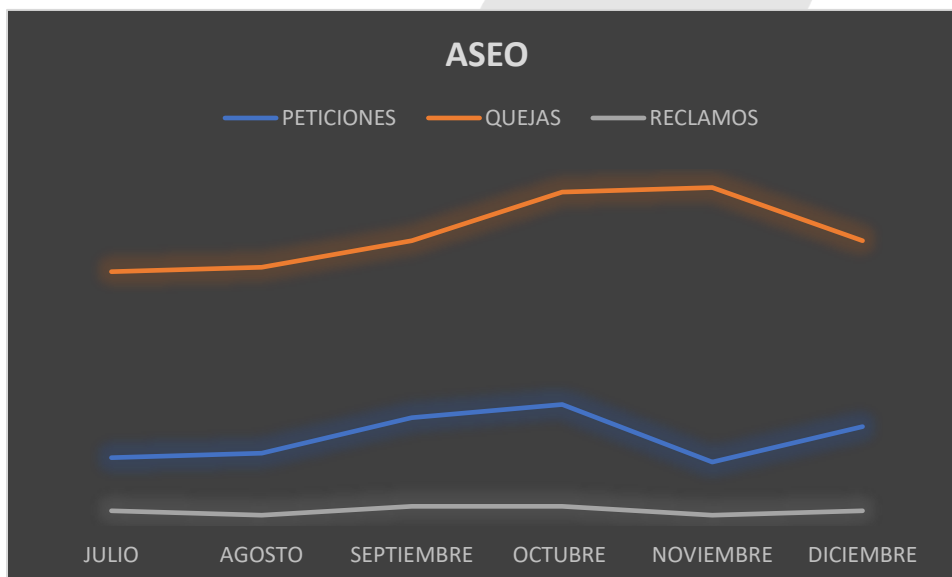 ASEO
PETICIONES QUEJAS RECLAMOS
JULIO AGOSTO SEPTIEMBRE OCTUBRE NOVIEMBRE DICIEMBRE